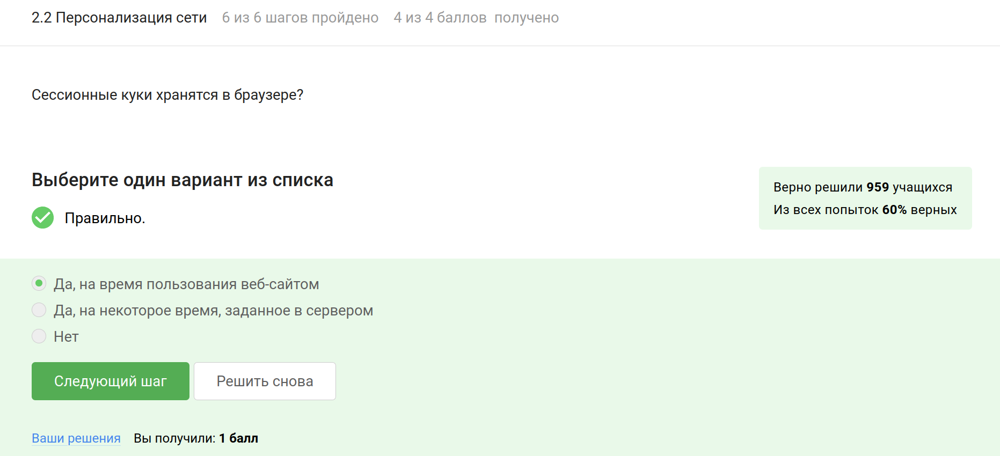 2.2 Персонализация сети 6 из 6 шагов пройдено 4 из 4 баллов получено
Сессионные куки хранятся в браузере?
Выберите один вариант из списка
Правильно.
Верно решили 959 учащихся
Из всех попыток 60% верных
Да, на время пользования веб-сайтом
Да, на некоторое время, заданное в сервером
Нет
Следующий шаг Решить снова
Ваши решения Вы получили: 1 балл